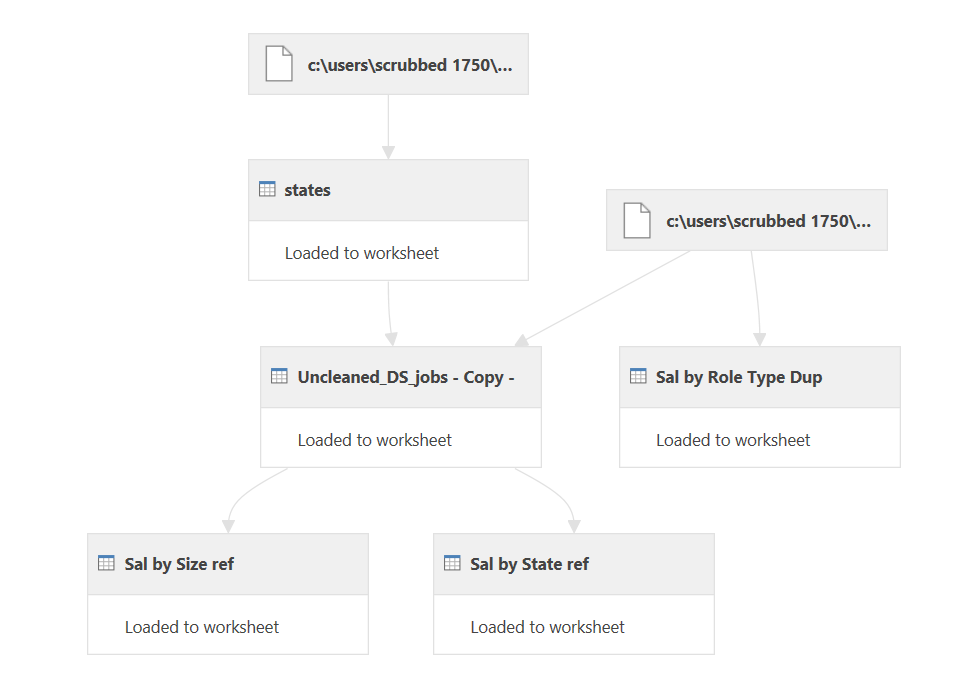 c:\users\scrubbed 1750\...
states
Loaded to worksheet
c:\users\scrubbed 1750\...
Uncleaned_DS_jobs - Copy -
Loaded to worksheet
Sal by Role Type Dup
Loaded to worksheet
Sal by Size ref
Loaded to worksheet
Sal by State ref
Loaded to worksheet